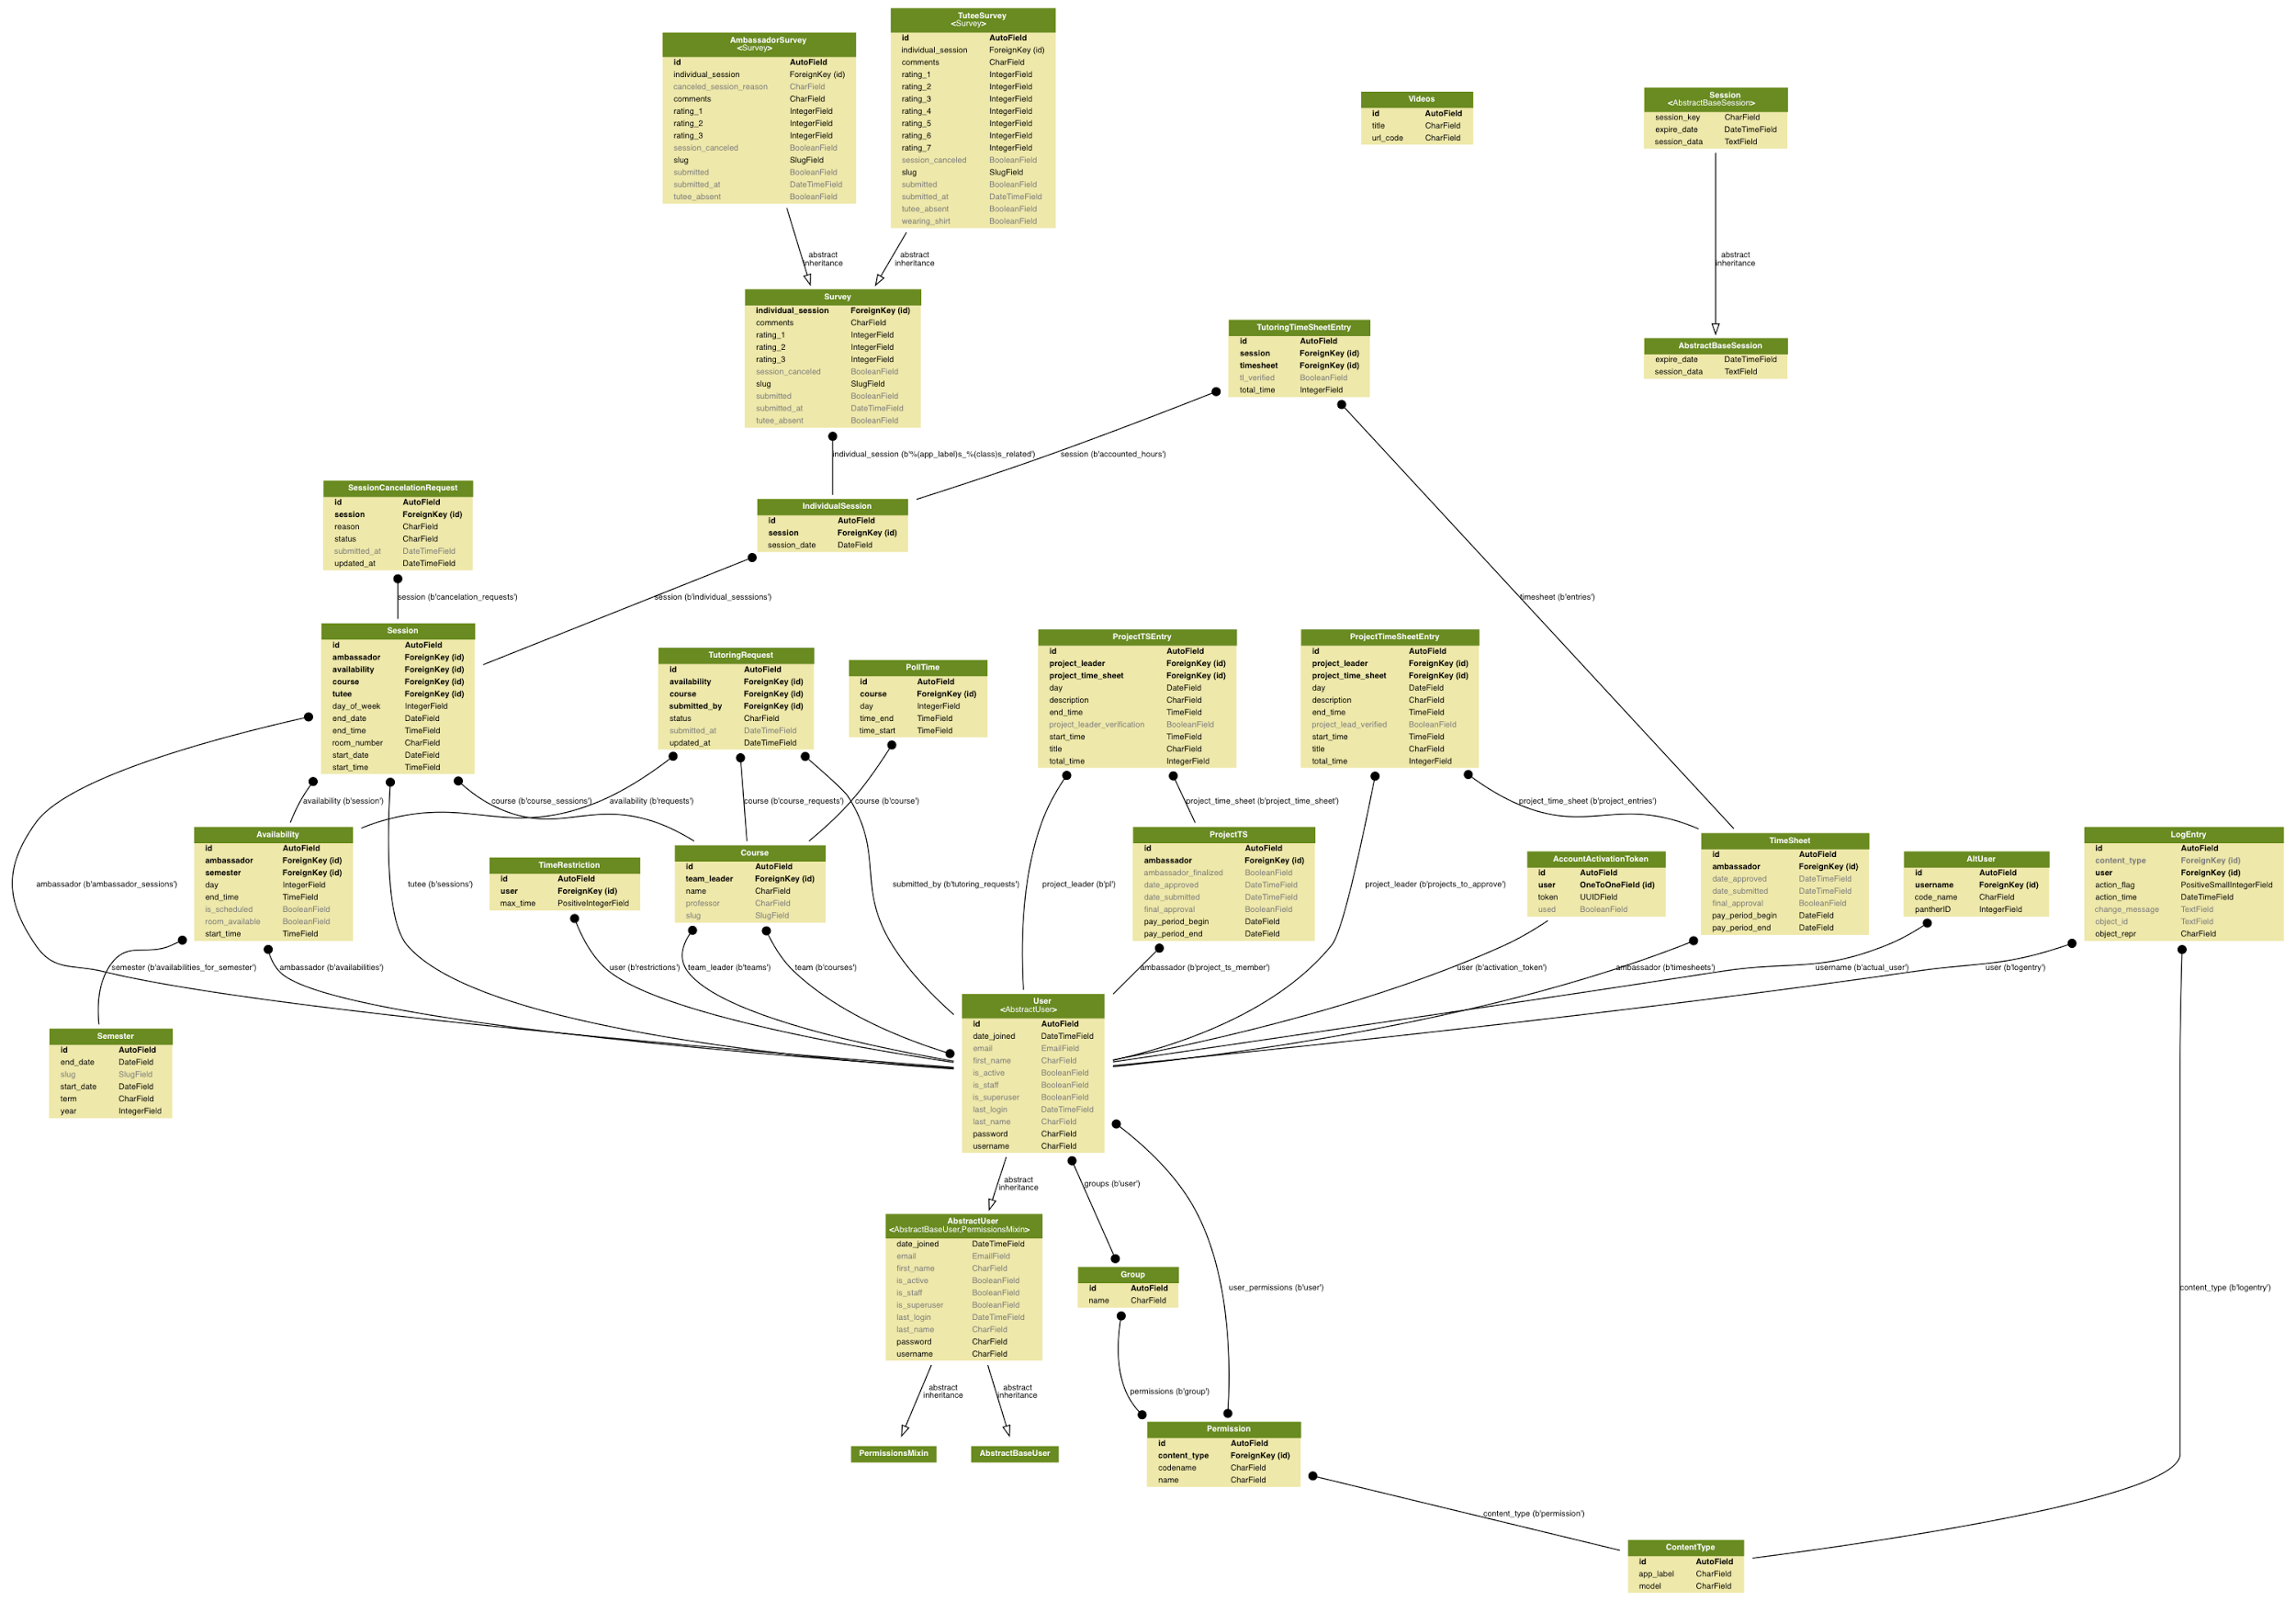 TuteeSurvey
<Survey>
id AutoField
individual_session ForeignKey (id)
comments CharField
rating_1 IntegerField
rating_2 IntegerField
rating_3 IntegerField
rating_4 IntegerField
rating_5 IntegerField
rating_6 IntegerField
rating_7 IntegerField
session_canceled BooleanField
slug SlugField
submitted BooleanField
submitted_at DateTimeField
tutee_absent BooleanField
wearing_shirt BooleanField
AmbassadorSurvey
<Survey>
id AutoField
individual_session ForeignKey (id)
canceled_session_reason CharField
comments CharField
rating_1 IntegerField
rating_2 IntegerField
rating_3 IntegerField
session_canceled BooleanField
slug SlugField
submitted BooleanField
submitted_at DateTimeField
tutee_absent BooleanField
Videos
id AutoField
title CharField
url_code CharField
Session
<AbstractBaseSession>
session_key CharField
expire_date DateTimeField
session_data TextField
abstract
inheritance
abstract
inheritance
abstract
inheritance
Survey
individual_session ForeignKey (id)
comments CharField
rating_1 IntegerField
rating_2 IntegerField
rating_3 IntegerField
session_canceled BooleanField
slug SlugField
submitted BooleanField
submitted_at DateTimeField
tutee_absent BooleanField
TutoringTimeSheetEntry
id AutoField
session ForeignKey (id)
timesheet ForeignKey (id)
tl_verified BooleanField
total_time IntegerField
AbstractBaseSession
expire_date DateTimeField
session_data TextField
individual_session (b'%(app_label)s_%(class)s_related')
session (b'accounted_hours')
SessionCancelationRequest
id AutoField
session ForeignKey (id)
reason CharField
status CharField
submitted_at DateTimeField
updated_at DateTimeField
IndividualSession
id AutoField
session ForeignKey (id)
session_date DateField
session (b'cancelation_requests')
session (b'individual_sesssions')
timesheet (b'entries')
Session
id AutoField
ambassador ForeignKey (id)
availability ForeignKey (id)
course ForeignKey (id)
tutee ForeignKey (id)
day_of_week IntegerField
end_date DateField
end_time TimeField
room_number CharField
start_date DateField
start_time TimeField
TutoringRequest
id AutoField
availability ForeignKey (id)
course ForeignKey (id)
submitted_by ForeignKey (id)
status CharField
submitted_at DateTimeField
updated_at DateTimeField
PollTime
id AutoField
course ForeignKey (id)
day IntegerField
time_end TimeField
time_start TimeField
ProjectTSEntry
id AutoField
project_leader ForeignKey (id)
project_time_sheet ForeignKey (id)
day DateField
description CharField
end_time TimeField
project_leader_verification BooleanField
start_time TimeField
title CharField
total_time IntegerField
ProjectTimeSheetEntry
id AutoField
project_leader ForeignKey (id)
project_time_sheet ForeignKey (id)
day DateField
description CharField
end_time TimeField
project_lead_verified BooleanField
start_time TimeField
title CharField
total_time IntegerField
availability (b'session')
course (b'course_sessions')
availability (b'requests')
course (b'course_requests')
course (b'course')
project_time_sheet (b'project_time_sheet')
project_time_sheet (b'project_entries')
Availability
id AutoField
ambassador ForeignKey (id)
semester ForeignKey (id)
day IntegerField
end_time TimeField
is_scheduled BooleanField
room_available BooleanField
start_time TimeField
TimeRestriction
id AutoField
user ForeignKey (id)
max_time PositiveIntegerField
Course
id AutoField
team_leader ForeignKey (id)
name CharField
professor CharField
slug SlugField
ProjectTS
id AutoField
ambassador ForeignKey (id)
ambassador_finalized BooleanField
date_approved DateTimeField
date_submitted DateTimeField
final_approval BooleanField
pay_period_begin DateField
pay_period_end DateField
AccountActivationToken
id AutoField
user OneToOneField (id)
token UUIDField
used BooleanField
TimeSheet
id AutoField
ambassador ForeignKey (id)
date_approved DateTimeField
date_submitted DateTimeField
final_approval BooleanField
pay_period_begin DateField
pay_period_end DateField
AltUser
id AutoField
username ForeignKey (id)
code_name CharField
pantherID IntegerField
LogEntry
id AutoField
content_type ForeignKey (id)
user ForeignKey (id)
action_flag PositiveSmallIntegerField
action_time DateTimeField
change_message TextField
object_id TextField
object_repr CharField
ambassador (b'ambassador_sessions')
tutee (b'sessions')
submitted_by (b'tutoring_requests')
project_leader (b'pl')
project_leader (b'projects_to_approve')
semester (b'availabilities_for_semester')
ambassador (b'availabilities')
user (b'restrictions')
team_leader (b'teams')
team (b'courses')
ambassador (b'project_ts_member')
user (b'activation_token')
ambassador (b'timesheets')
username (b'actual_user')
user (b'logentry')
Semester
id AutoField
end_date DateField
slug SlugField
start_date DateField
term CharField
year IntegerField
User
<AbstractUser>
id AutoField
date_joined DateTimeField
email EmailField
first_name CharField
is_active BooleanField
is_staff BooleanField
is_superuser BooleanField
last_login DateTimeField
last_name CharField
password CharField
username CharField
abstract
inheritance
groups (b'user')
AbstractUser
<AbstractBaseUser,PermissionsMixin>
date_joined DateTimeField
email EmailField
first_name CharField
is_active BooleanField
is_staff BooleanField
is_superuser BooleanField
last_login DateTimeField
last_name CharField
password CharField
username CharField
Group
id AutoField
name CharField
user_permissions (b'user')
content_type (b'logentry')
abstract
inheritance
abstract
inheritance
permissions (b'group')
PermissionsMixin
AbstractBaseUser
Permission
id AutoField
content_type ForeignKey (id)
codename CharField
name CharField
content_type (b'permission')
ContentType
id AutoField
app_label CharField
model CharField